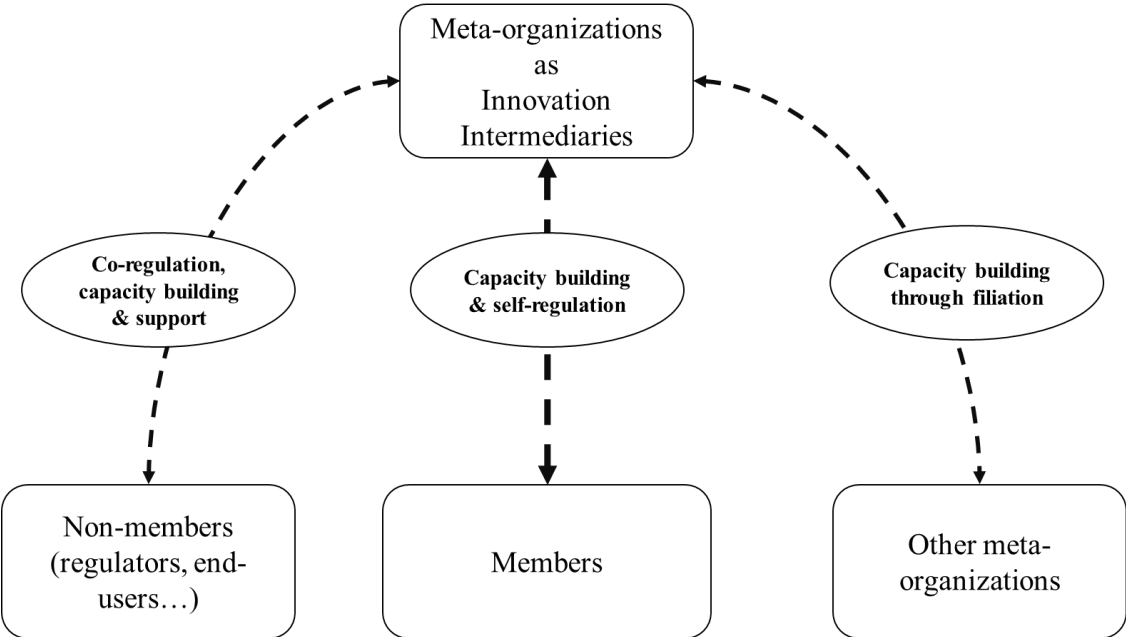 Meta-organizations
as
Innovation
Intermediaries
Co-regulation,
capacity building
& support
Capacity building
& self-regulation
Capacity building
through filiation
Non-members
(regulators, end-
users…)
Members
Other meta-
organizations